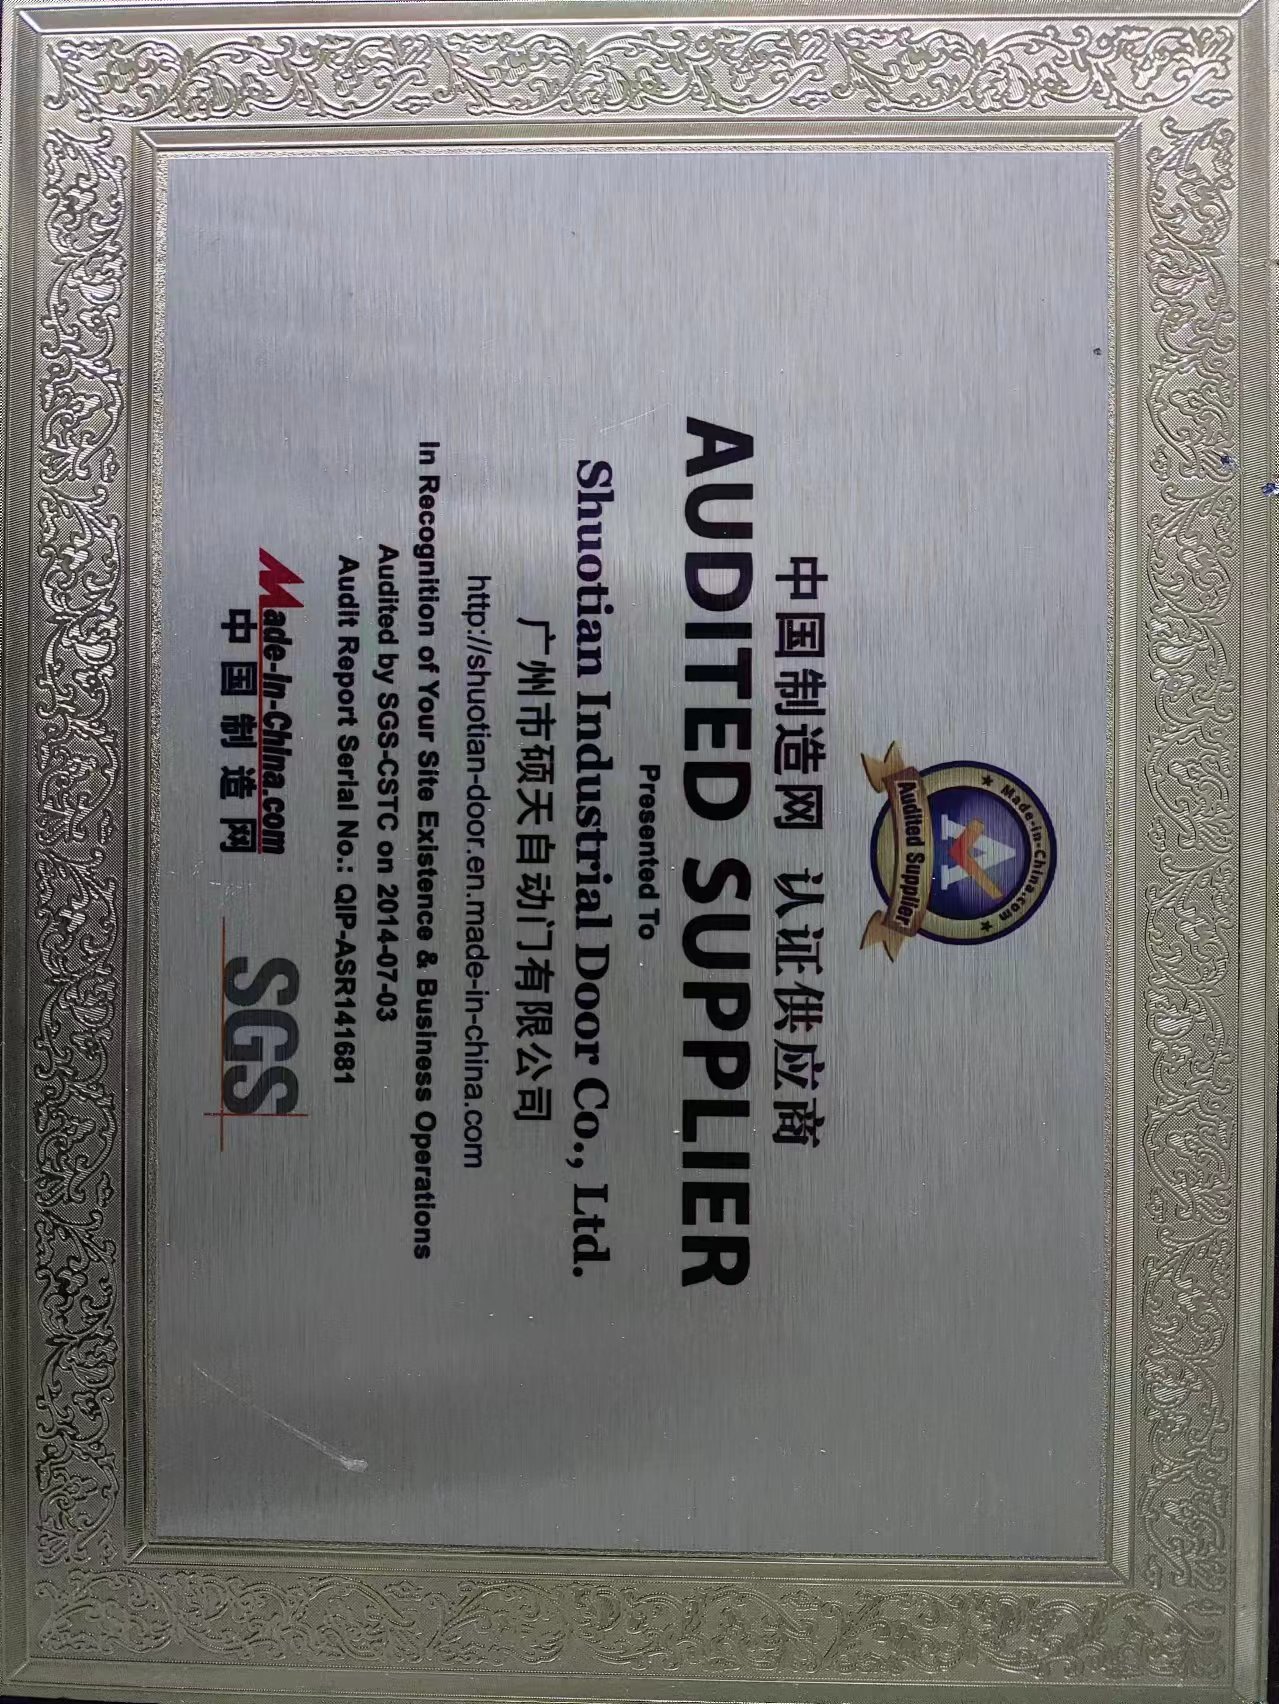 Made-in-China.com
Audited Supplier
中国制造网 认证供应商
AUDITED SUPPLIER
Presented To
Shuotian Industrial Door Co., Ltd.
广州市硕天自动门有限公司
http://shuotian-door.en.made-in-china.com
In Recognition of Your Site Existence & Business Operations
Audited by SGS-CSTC on 2014-07-03
Audit Report Serial No.: QIP-ASR141681
Made-in-China.com
中国制造网
SGS